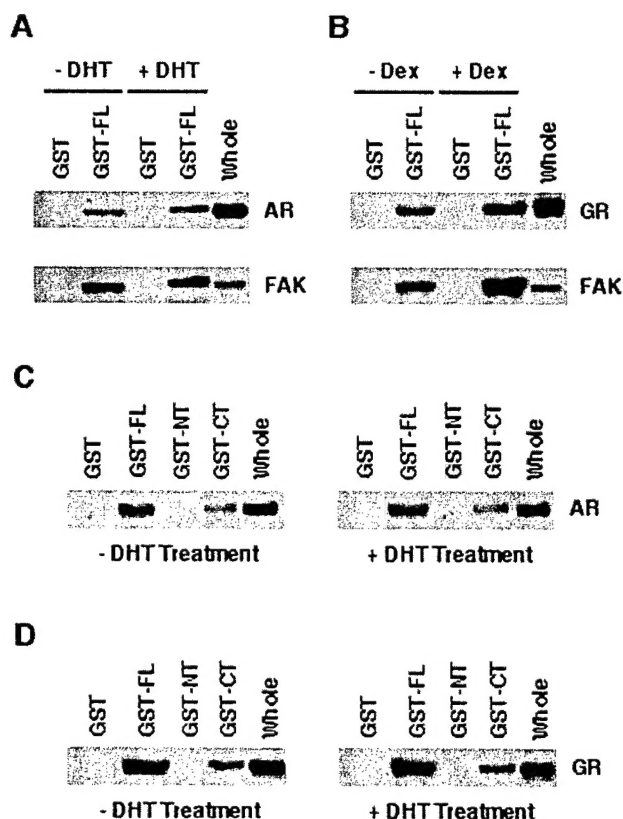 A
B
- DHT + DHT
- Dex + Dex
GST GST-FL GST GST-FL Whole
GST GST-FL GST GST-FL Whole
AR
GR
FAK
FAK
C
GST GST-FL GST-NT GST-CT Whole
GST GST-FL GST-NT GST-CT Whole
AR
- DHT Treatment
+ DHT Treatment
D
GST GST-FL GST-NT GST-CT Whole
GST GST-FL GST-NT GST-CT Whole
GR
- DHT Treatment
+ DHT Treatment